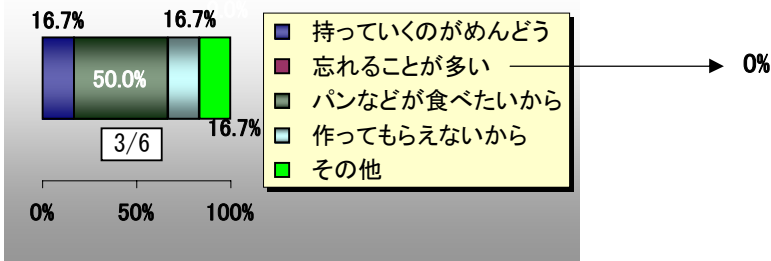 16.7%
16.7%
50.0%
16.7%
3/6
0%
50%
100%
持っていくのがめんどう
忘れることが多い
パンなどが食べたいから
作ってもらえないから
その他
0%